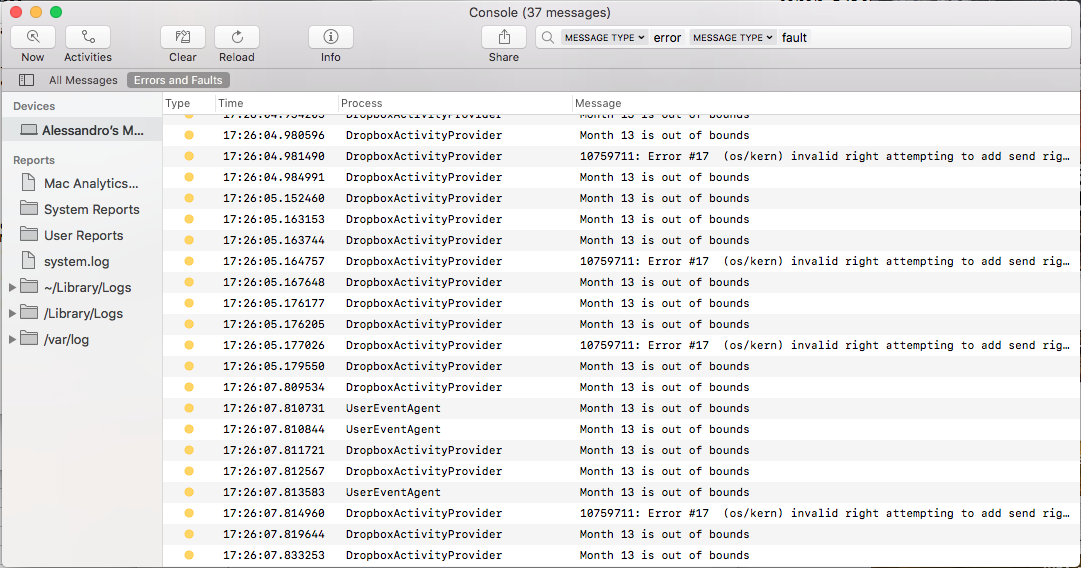 Console (37 messages)
Now Activities Clear Reload Info Share MESSAGE TYPE error MESSAGE TYPE fault
All Messages Errors and Faults
Devices
Alessandro’s M...
Reports
Mac Analytics...
System Reports
User Reports
system.log
~/Library/Logs
/Library/Logs
/var/log
Type Time Process Message
DropboxActivityProvider Month 13 is out of bounds
17:26:04.980596 DropboxActivityProvider Month 13 is out of bounds
17:26:04.981490 DropboxActivityProvider 10759711: Error #17 (os/kern) invalid right attempting to add send rig…
17:26:04.984991 DropboxActivityProvider Month 13 is out of bounds
17:26:05.152460 DropboxActivityProvider Month 13 is out of bounds
17:26:05.163153 DropboxActivityProvider Month 13 is out of bounds
17:26:05.163744 DropboxActivityProvider Month 13 is out of bounds
17:26:05.164757 DropboxActivityProvider 10759711: Error #17 (os/kern) invalid right attempting to add send rig…
17:26:05.167648 DropboxActivityProvider Month 13 is out of bounds
17:26:05.176177 DropboxActivityProvider Month 13 is out of bounds
17:26:05.176205 DropboxActivityProvider Month 13 is out of bounds
17:26:05.177026 DropboxActivityProvider 10759711: Error #17 (os/kern) invalid right attempting to add send rig…
17:26:05.179550 DropboxActivityProvider Month 13 is out of bounds
17:26:07.809534 DropboxActivityProvider Month 13 is out of bounds
17:26:07.810731 UserEventAgent Month 13 is out of bounds
17:26:07.810844 UserEventAgent Month 13 is out of bounds
17:26:07.811721 DropboxActivityProvider Month 13 is out of bounds
17:26:07.812567 DropboxActivityProvider Month 13 is out of bounds
17:26:07.813583 UserEventAgent Month 13 is out of bounds
17:26:07.814960 DropboxActivityProvider 10759711: Error #17 (os/kern) invalid right attempting to add send rig…
17:26:07.819644 DropboxActivityProvider Month 13 is out of bounds
17:26:07.833253 DropboxActivityProvider Month 13 is out of bounds